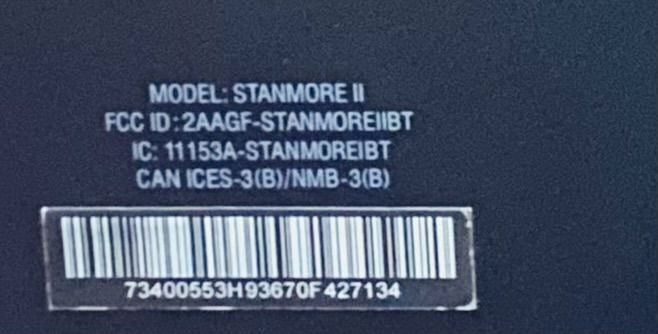 MODEL: STANMORE II
FCC ID: 2AAGF-STANMOREIIBT
IC: 11153A-STANMOREIBT
CAN ICES-3(B)/NMB-3(B)
73400553H93670F427134